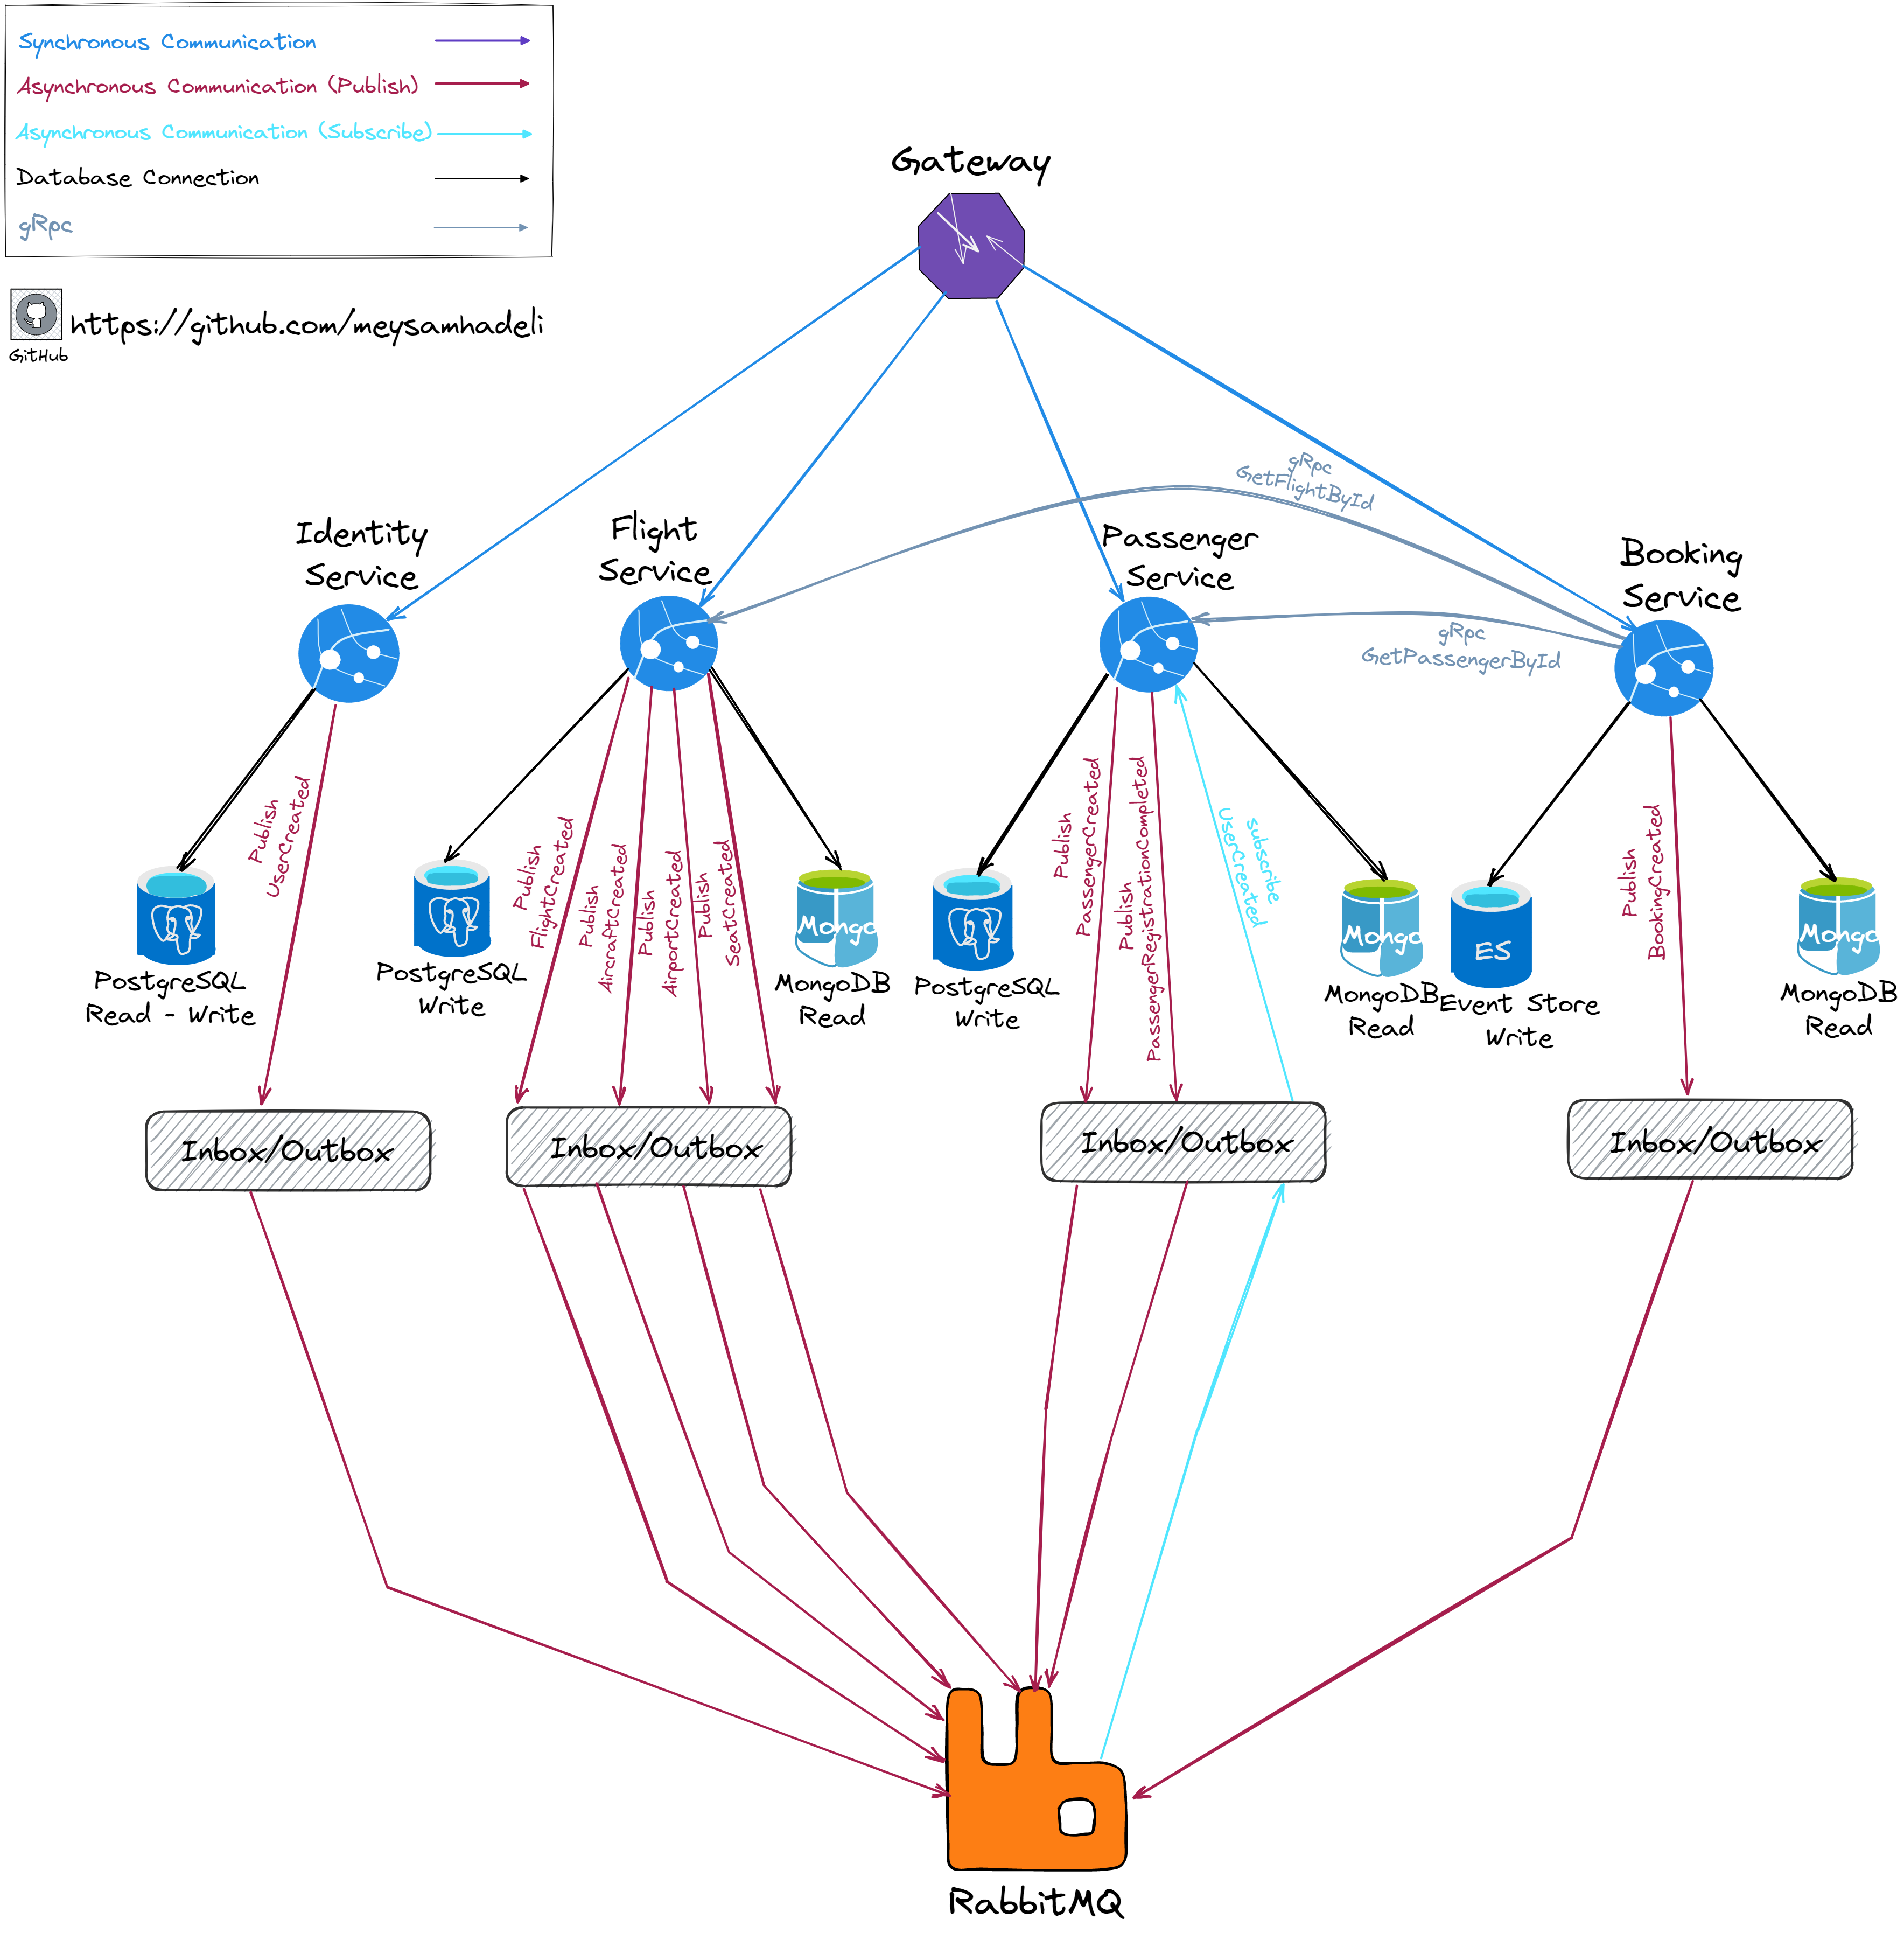 Synchronous Communication
Asynchronous Communication (Publish)
Asynchronous Communication (Subscribe)
Database Connection
gRpc
GitHub
https://github.com/meysamhadeli
Gateway
gRpc
GetFlightById
Identity
Service
Flight
Service
Passenger
Service
Booking
Service
gRpc
GetPassengerById
Publish
UserCreated
Publish
FlightCreated
Publish
AircraftCreated
Publish
AirportCreated
Publish
SeatCreated
Publish
PassengerCreated
Publish
PassengerRegistrationCompleted
subscribe
UserCreated
Publish
BookingCreated
Mongo
Mongo
ES
Mongo
PostgreSQL
Read - Write
PostgreSQL
Write
MongoDB
Read
PostgreSQL
Write
MongoDB
Read
Event Store
Write
MongoDB
Read
Inbox/Outbox
Inbox/Outbox
Inbox/Outbox
Inbox/Outbox
RabbitMQ